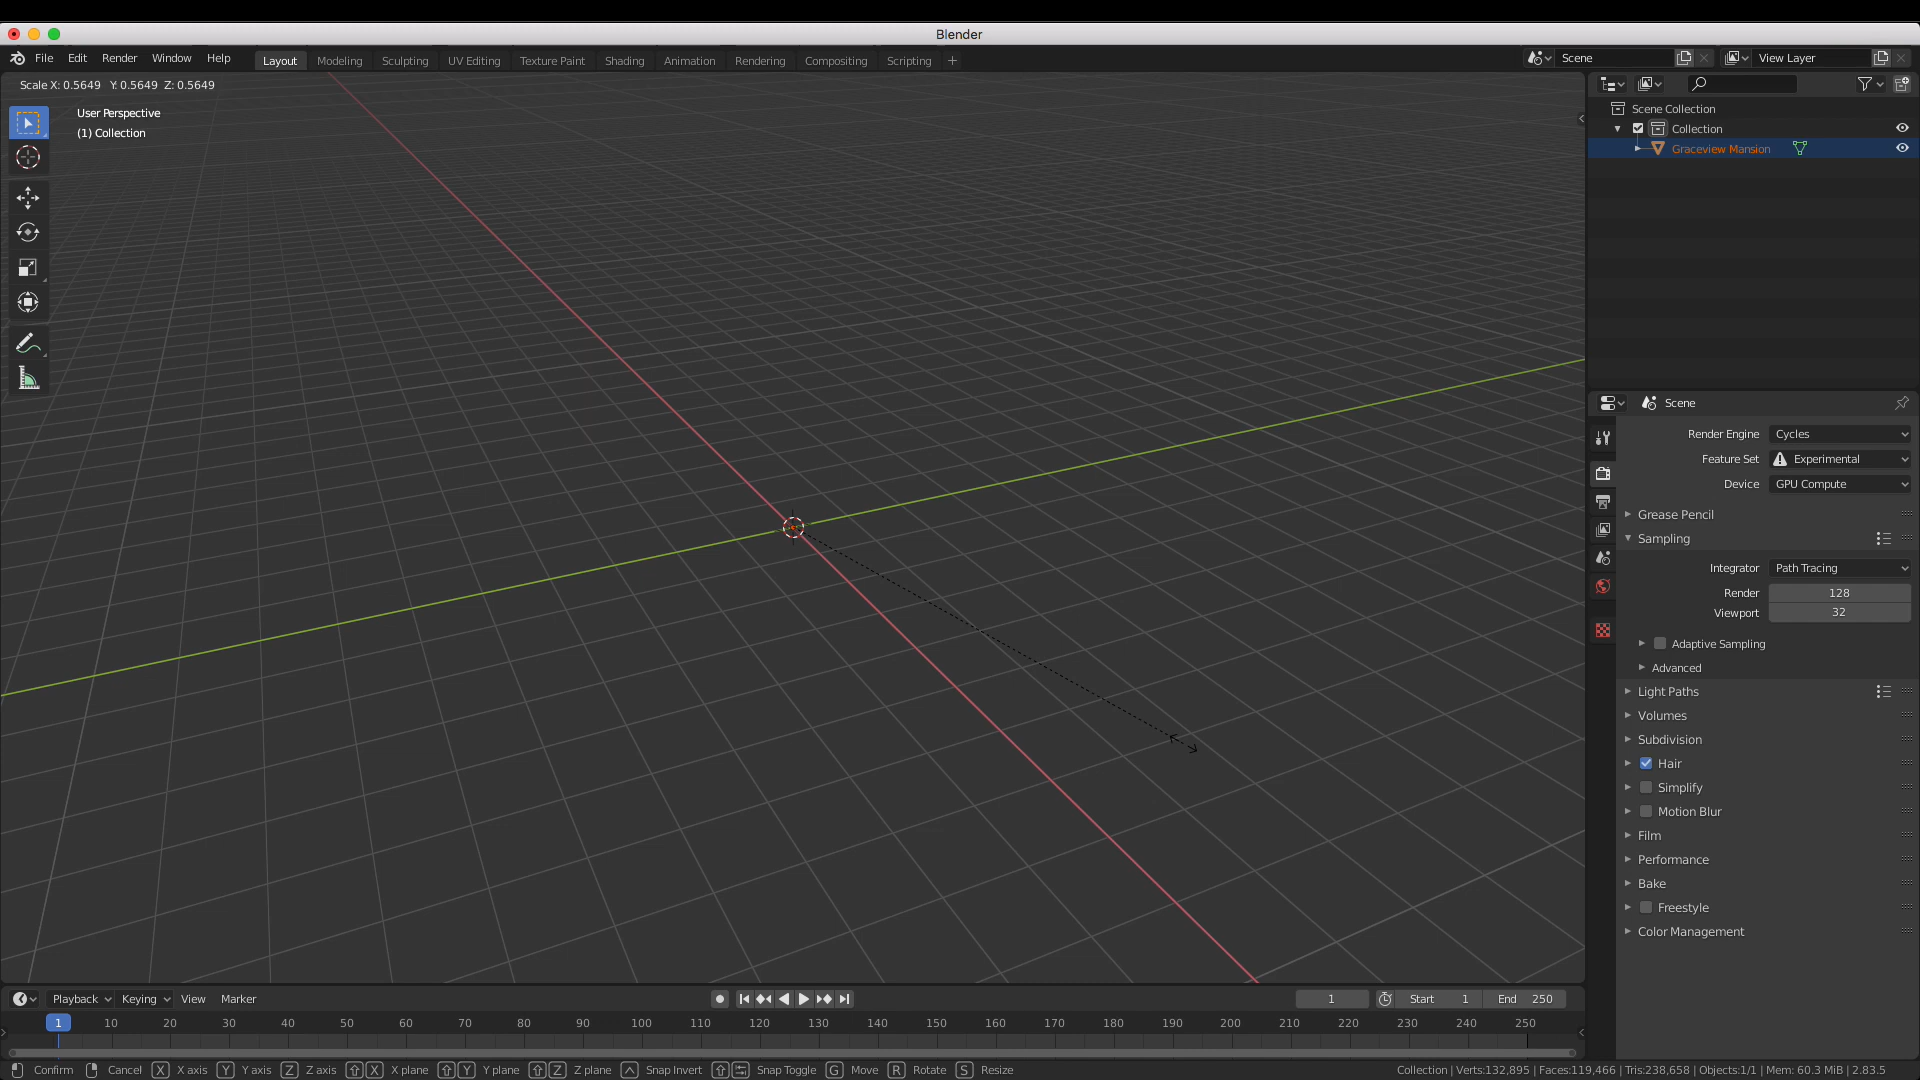 Blender
File Edit Render Window Help Layout Modeling Sculpting UV Editing Texture Paint Shading Animation Rendering Compositing Scripting + Scene View Layer
Scale X: 0.5649 Y: 0.5649 Z: 0.5649
User Perspective
(1) Collection
Scene Collection
Collection
Graceview Mansion
Scene
Render Engine Cycles
Feature Set Experimental
Device GPU Compute
Grease Pencil
Sampling
Integrator Path Tracing
Render 128
Viewport 32
Adaptive Sampling
Advanced
Light Paths
Volumes
Subdivision
Hair
Simplify
Motion Blur
Film
Performance
Bake
Freestyle
Color Management
Playback Keying View Marker 1 Start 1 End 250
1 10 20 30 40 50 60 70 80 90 100 110 120 130 140 150 160 170 180 190 200 210 220 230 240 250
Confirm Cancel X X axis Y Y axis Z Z axis X X plane Y Y plane Z Z plane Snap Invert Snap Toggle G Move R Rotate S Resize Collection | Verts:132,895 | Faces:119,466 | Tris:238,658 | Objects:1/1 | Mem: 60.3 MiB | 2.83.5